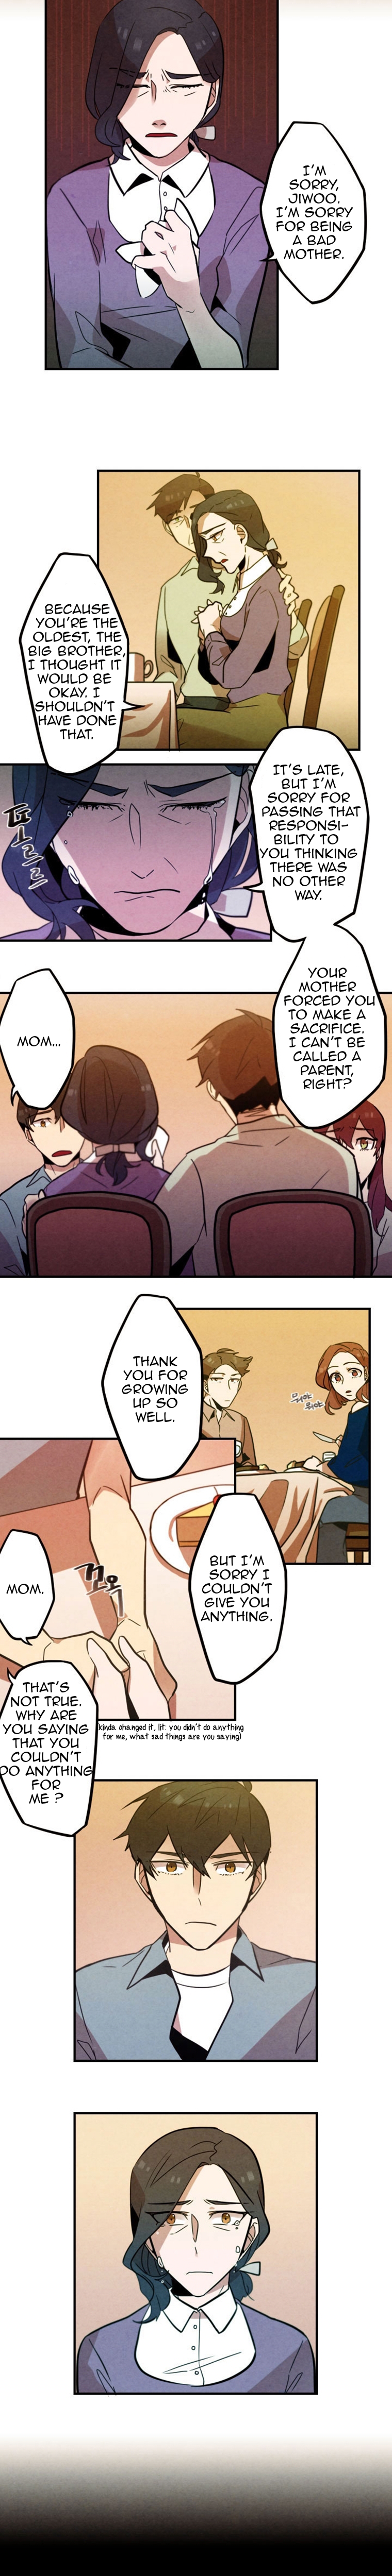 I'M
SORRY,
JIWOO.
I'M SORRY
FOR BEING
A BAD
MOTHER.
BECAUSE
YOU'RE THE
OLDEST, THE
BIG BROTHER,
I THOUGHT IT
WOULD BE
OKAY. I
SHOULDN'T
HAVE DONE
THAT.
IT'S LATE,
BUT I'M
SORRY FOR
PASSING THAT
RESPONSI-
BILITY TO
YOU THINKING
THERE WAS
NO OTHER
WAY.
YOUR
MOTHER
FORCED YOU
TO MAKE A
SACRIFICE.
I CAN'T BE
CALLED A
PARENT,
RIGHT?
MOM...
THANK
YOU FOR
GROWING
UP SO
WELL.
뭐야
뭐야
BUT I'M
SORRY I
COULDN'T
GIVE YOU
ANYTHING.
MOM.
THAT'S
NOT TRUE.
WHY ARE
YOU SAYING
THAT YOU
COULDN'T
DO ANYTHING
FOR
ME ?
(kinda changed it, lit: you didn't do anything
for me, what sad things are you saying)